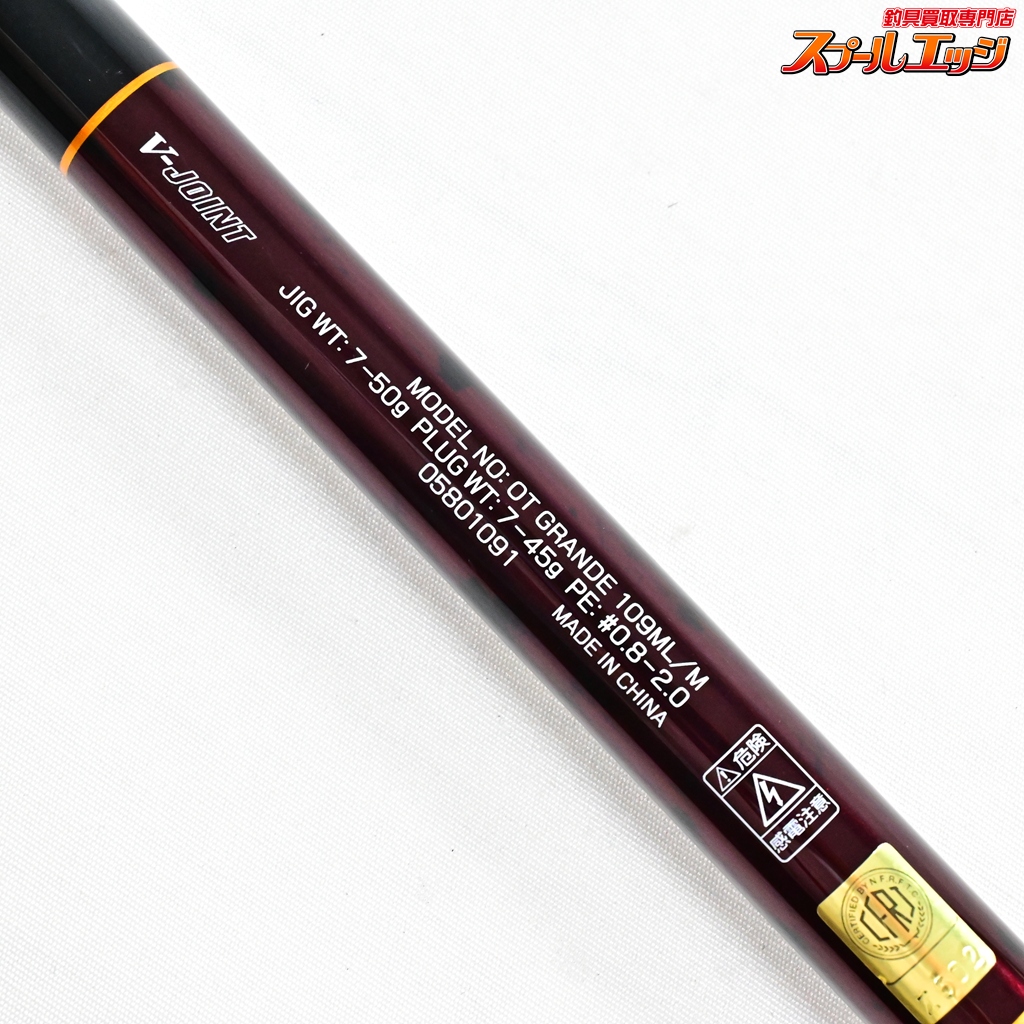 釣具買取専門店
スプールエッジ
V-JOINT
MODEL NO: OT GRANDE 109ML/M
JIG WT: 7-50g PLUG WT: 7-45g PE: #0.8-2.0
05801091
MADE IN CHINA
危険
感電注意
CERTIFIED BY N.F.R.F.T.C.